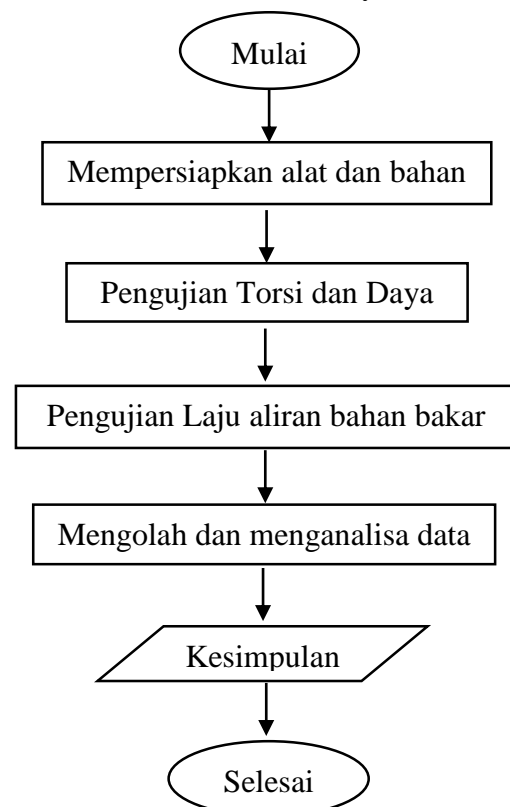 Mulai
Mempersiapkan alat dan bahan
Pengujian Torsi dan Daya
Pengujian Laju aliran bahan bakar
Mengolah dan menganalisa data
Kesimpulan
Selesai